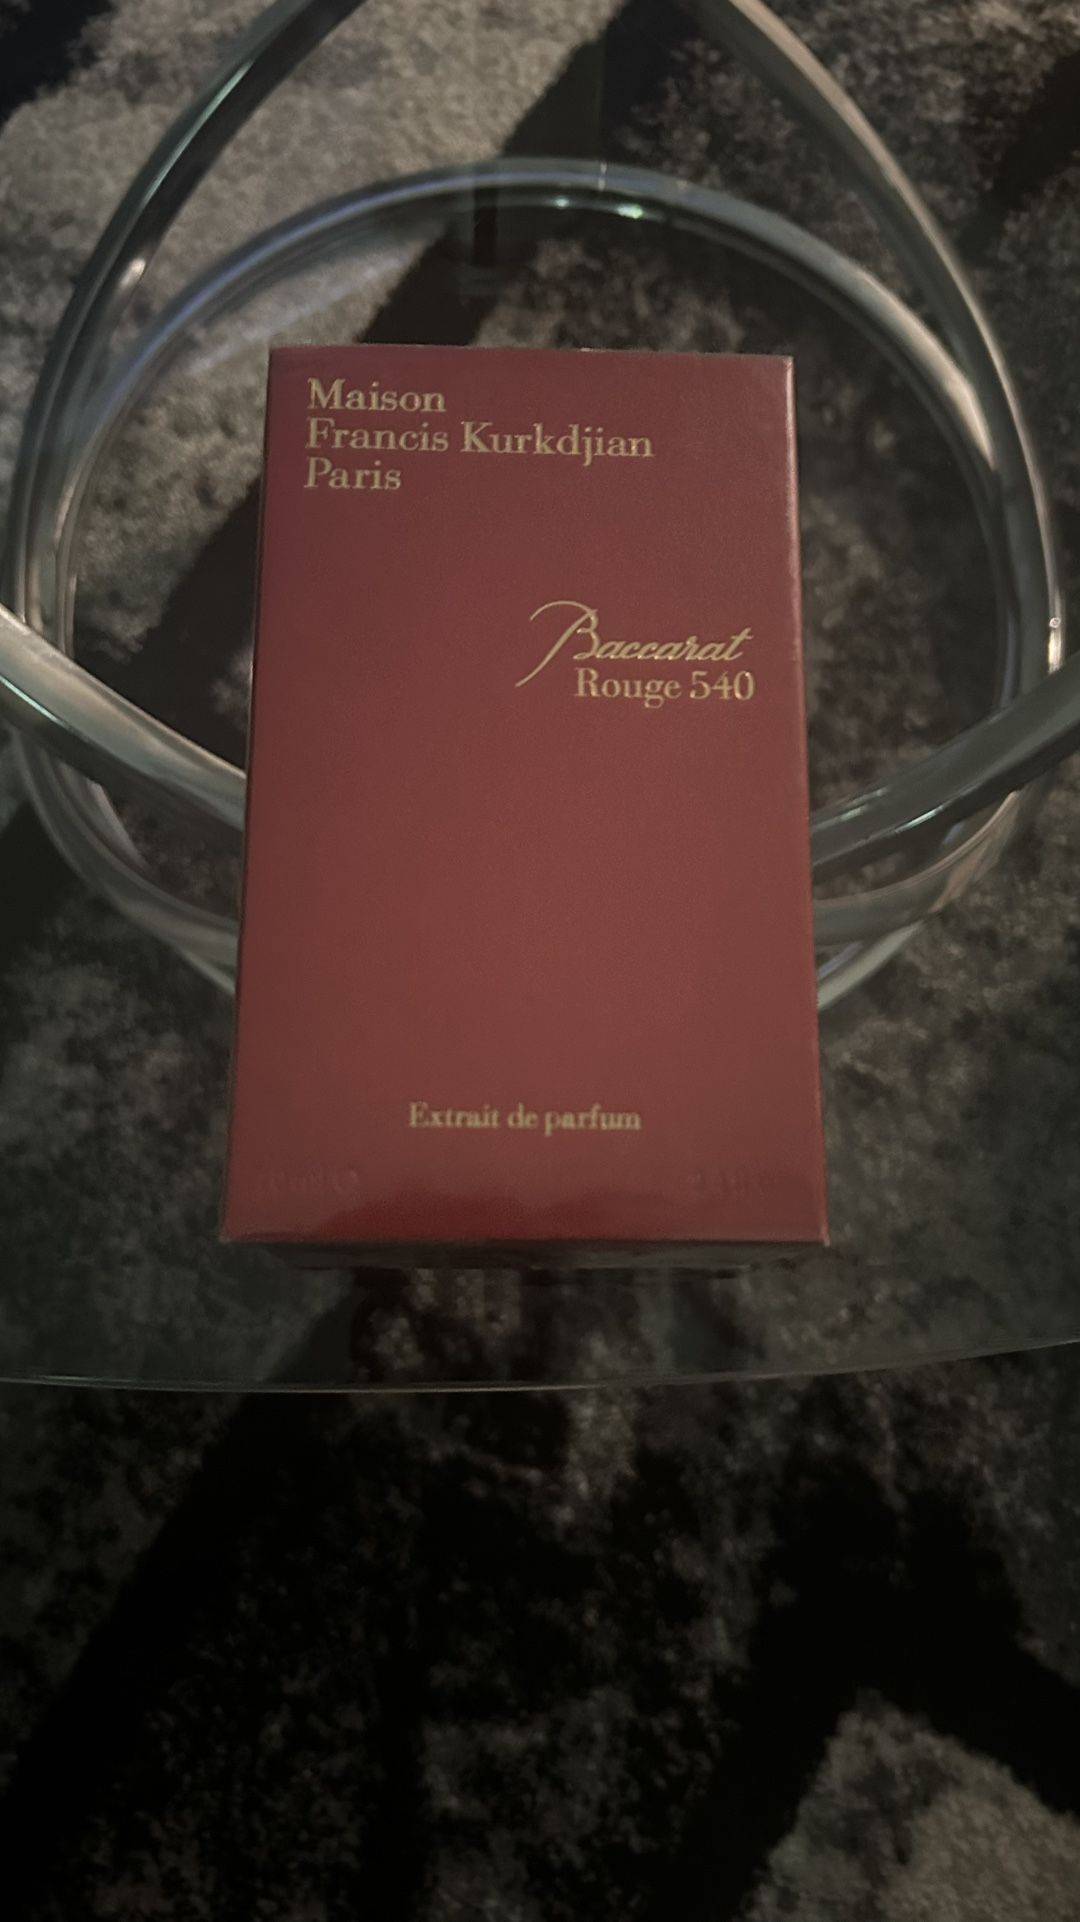 Maison
Francis Kurkdjian
Paris
Baccarat
Rouge 540
Extrait de parfum